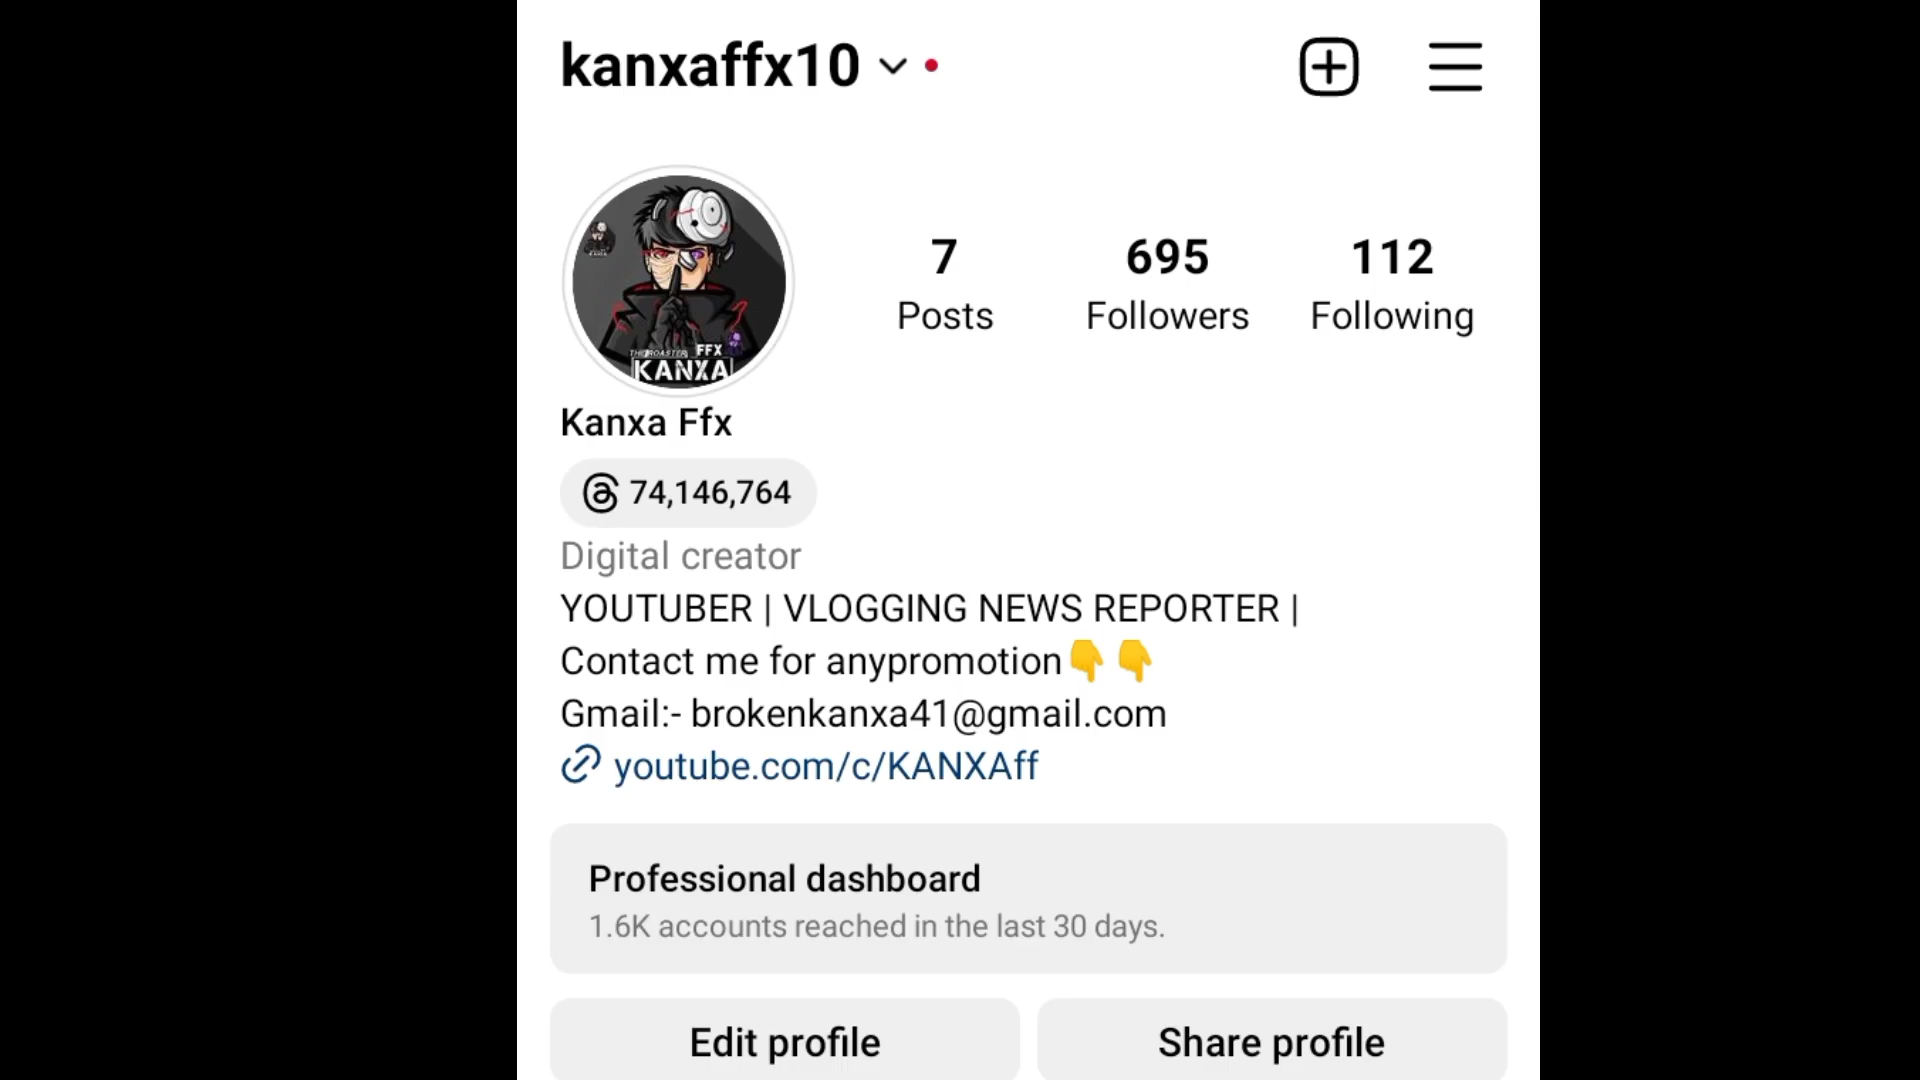 kanxaffx10
7
695
112
Posts
Followers
Following
THE ROASTER FFX
KANXA
Kanxa Ffx
74,146,764
Digital creator
YOUTUBER | VLOGGING NEWS REPORTER |
Contact me for anypromotion👇👇
Gmail:- brokenkanxa41@gmail.com
youtube.com/c/KANXAff
Professional dashboard
1.6K accounts reached in the last 30 days.
Edit profile
Share profile